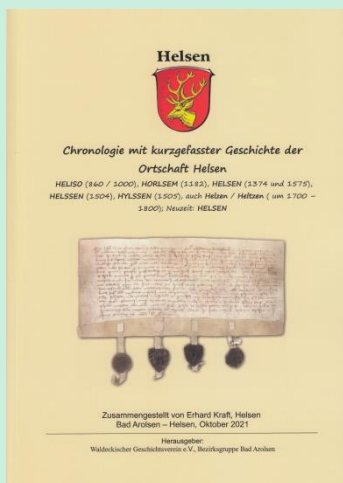 Helsen
Chronologie mit kurzgefasster Geschichte der
Ortschaft Helsen
HELISO (860 / 1000), HORLSEM (1182), HELSEN (1374 und 1575),
HELSSEN (1504), HYLSSEN (1505), auch Helzen / Heltzen ( um 1700 –
1800); Neuzeit: HELSEN
Zusammengestellt von Erhard Kraft, Helsen
Bad Arolsen – Helsen, Oktober 2021
Herausgeber:
Waldeckischer Geschichtsverein e.V., Bezirksgruppe Bad Arolsen